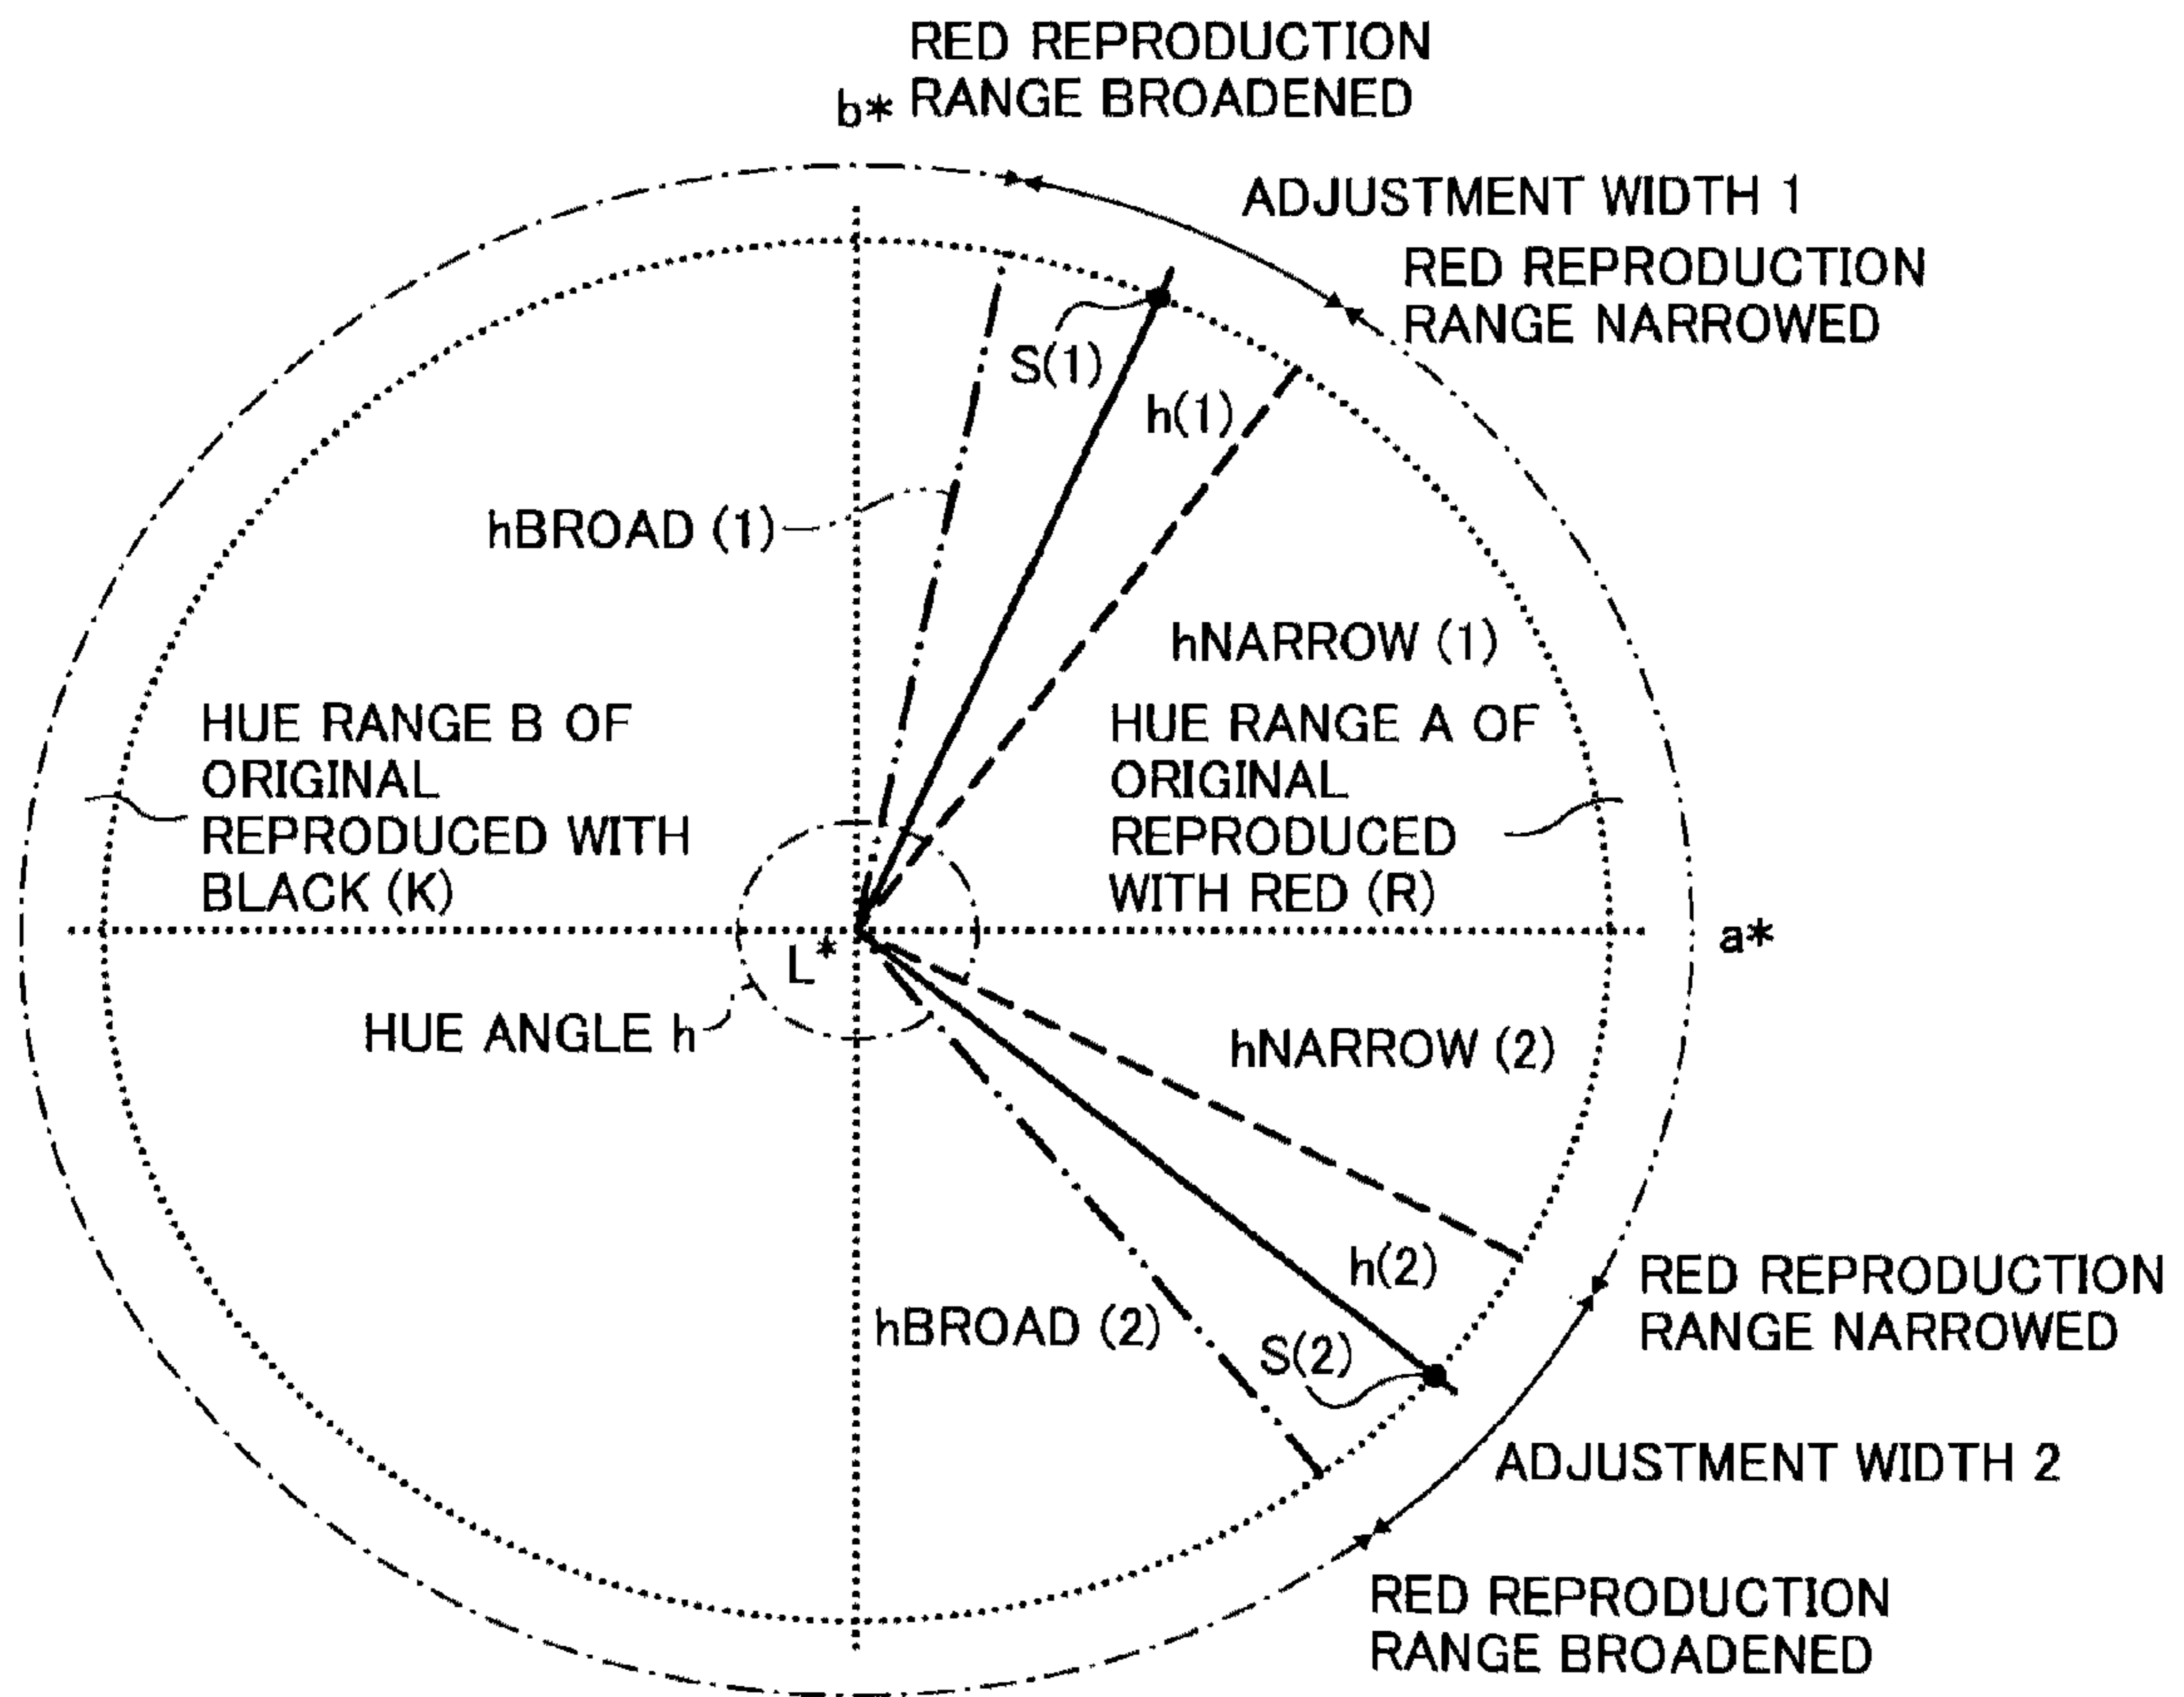 RED REPRODUCTION
RANGE BROADENED
b*
ADJUSTMENT WIDTH 1
RED REPRODUCTION
RANGE NARROWED
S(1)
h(1)
hBROAD (1)
hNARROW (1)
HUE RANGE B OF
ORIGINAL
REPRODUCED WITH
BLACK (K)
HUE RANGE A OF
ORIGINAL
REPRODUCED
WITH RED (R)
L*
a*
HUE ANGLE h
hNARROW (2)
h(2)
hBROAD (2)
S(2)
RED REPRODUCTION
RANGE NARROWED
ADJUSTMENT WIDTH 2
RED REPRODUCTION
RANGE BROADENED